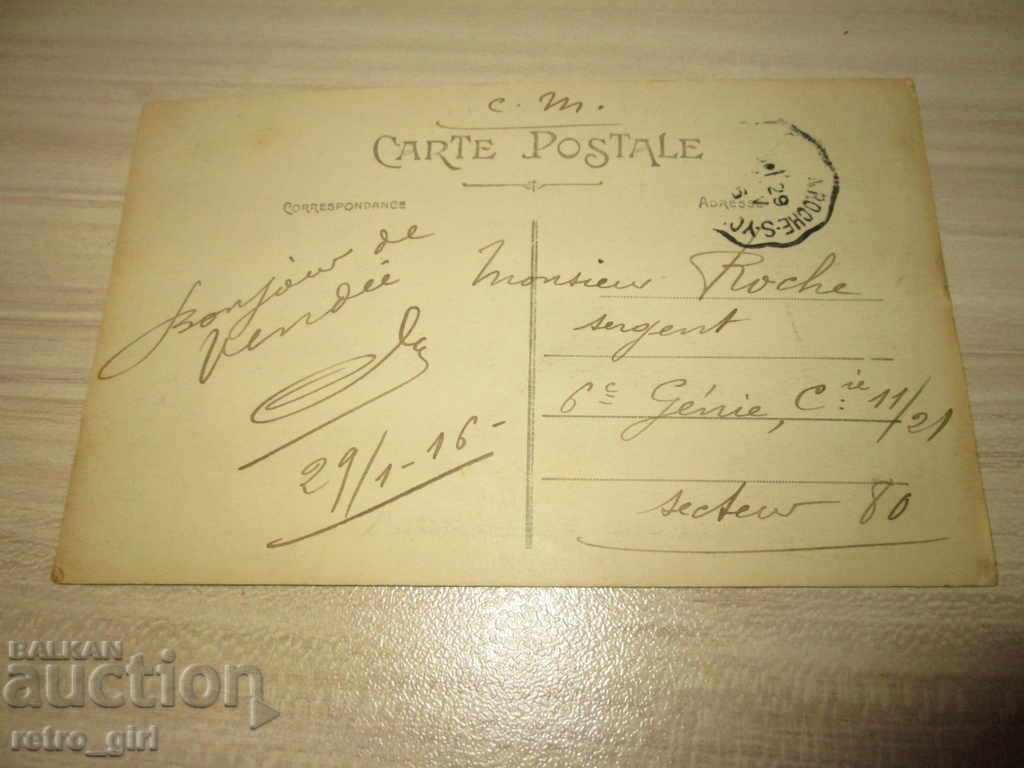 C. M.
CARTE POSTALE
CORRESPONDANCE
ADRESSE
ROCHE-S-YO
29
Bonjour de
Vendée
29/1-16-
Monsieur Roche
sergent
6e Génie, Cie 11/21
secteur 80
BALKAN
auction
retro_girl